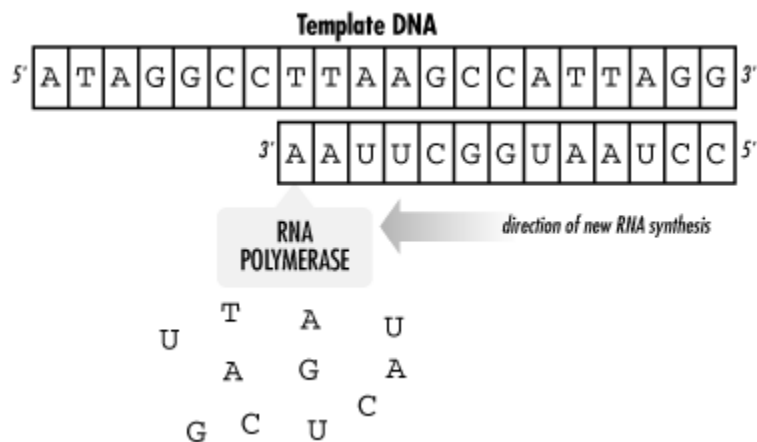 Template DNA
5' A T A G G C C T T A A G C C A T T A G G 3'
3' A A U U C G G U A A U C C 5'
RNA
POLYMERASE
direction of new RNA synthesis
U T A U
A G A
G C U C